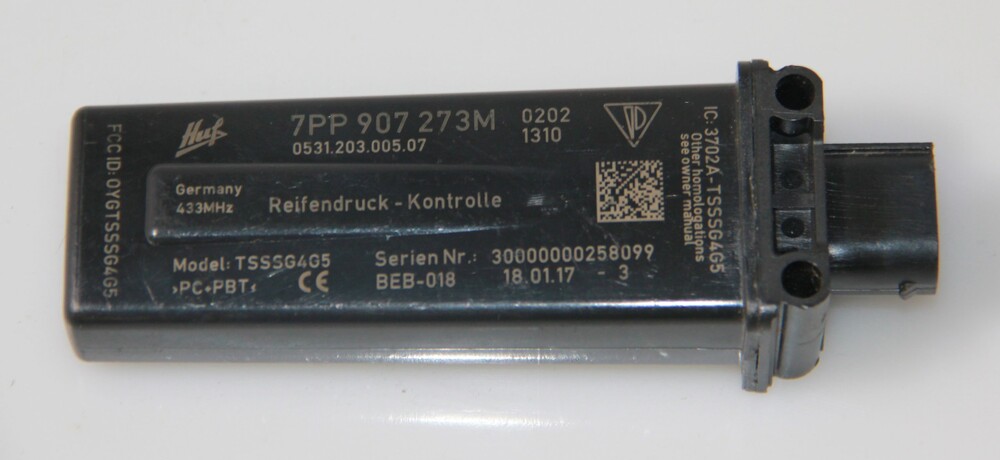 FCC ID: OYGTSSSG4G5
Huf
7PP 907 273M
0531.203.005.07
0202
1310
Germany
433MHz
Reifendruck - Kontrolle
Model: TSSSG4G5
>PC+PBT<
CE
Serien Nr.: 30000000258099
BEB-018 18.01.17 - 3
IC: 3702A-TSSSG4G5
Other homologations
see owner manual